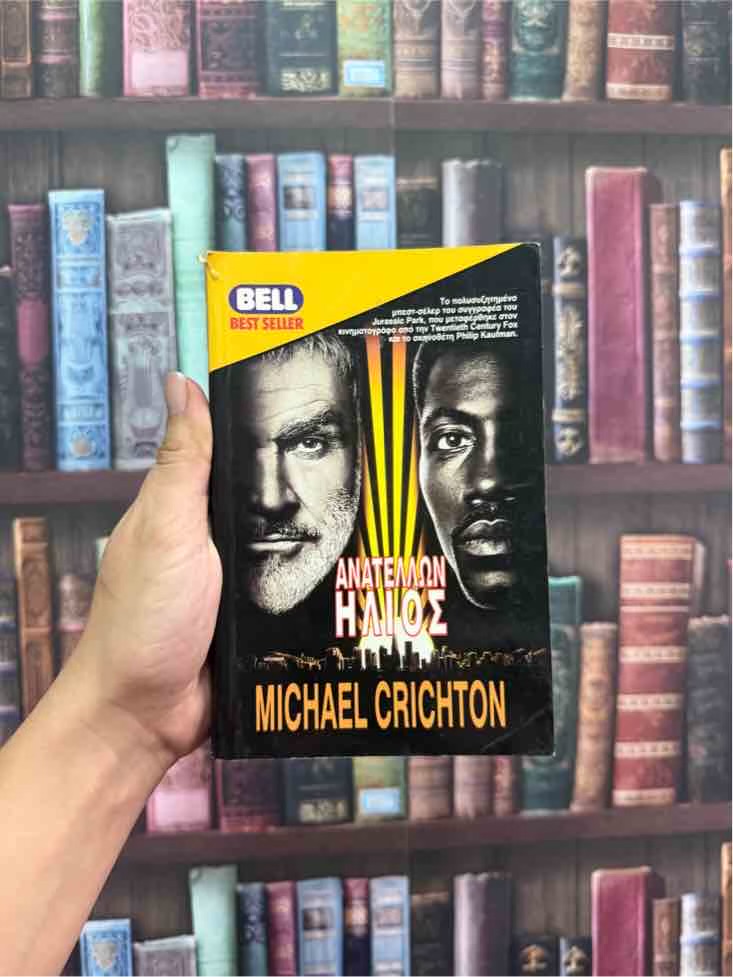 BELL
BEST SELLER
Το πολυσυζητημένο
μπεστ-σέλερ του συγγραφέα του
Jurassic Park, που μεταφέρθηκε στον
κινηματογράφο από την Twentieth Century Fox
και το σκηνοθέτη Philip Kaufman.
ΑΝΑΤΕΛΛΩΝ
ΗΛΙΟΣ
MICHAEL CRICHTON